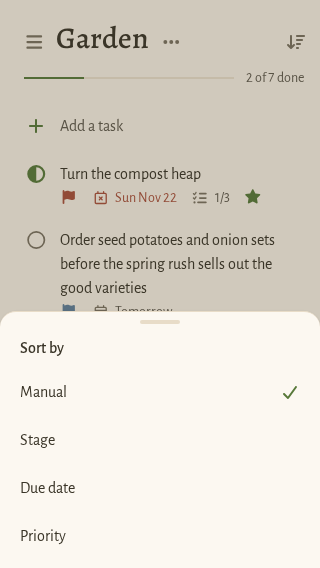 Garden
2 of 7 done
Add a task
Turn the compost heap
Sun Nov 22 1/3
Order seed potatoes and onion sets
before the spring rush sells out the
good varieties
Tomorrow
Sort by
Manual
Stage
Due date
Priority